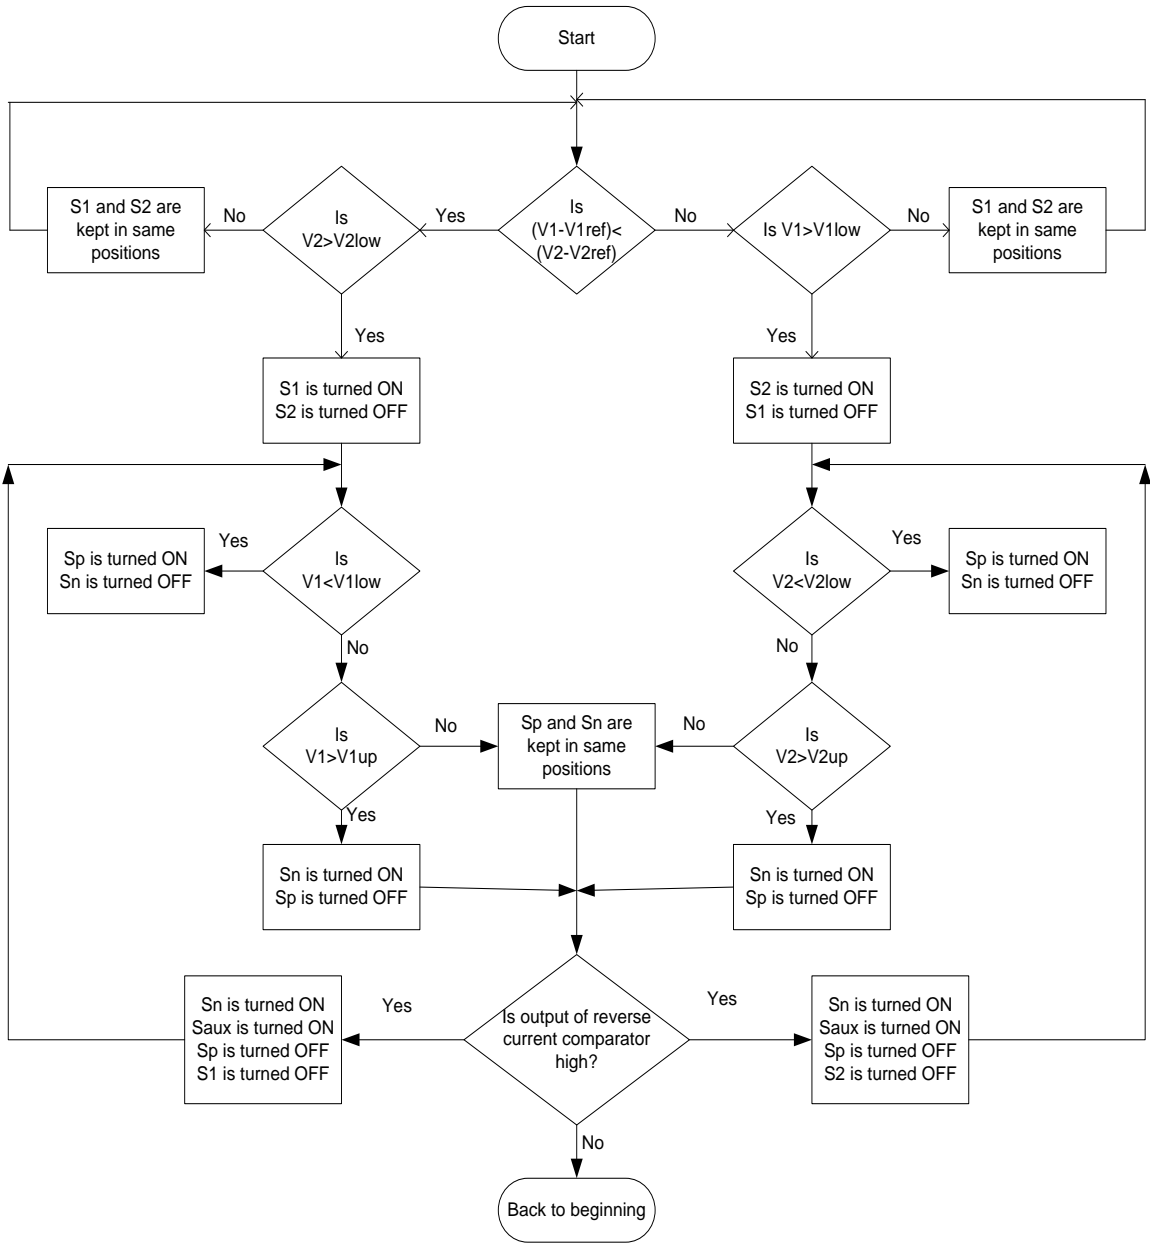 Start
S1 and S2 are
kept in same
positions
No
Is
V2>V2low
Yes
Is
(V1-V1ref)<
(V2-V2ref)
No
Is V1>V1low
No
S1 and S2 are
kept in same
positions
Yes
Yes
S1 is turned ON
S2 is turned OFF
S2 is turned ON
S1 is turned OFF
Sp is turned ON
Sn is turned OFF
Yes
Is
V1<V1low
Is
V2<V2low
Yes
Sp is turned ON
Sn is turned OFF
No
No
Is
V1>V1up
No
Sp and Sn are
kept in same
positions
No
Is
V2>V2up
Yes
Yes
Sn is turned ON
Sp is turned OFF
Sn is turned ON
Sp is turned OFF
Sn is turned ON
Saux is turned ON
Sp is turned OFF
S1 is turned OFF
Yes
Is output of reverse
current comparator
high?
Yes
Sn is turned ON
Saux is turned ON
Sp is turned OFF
S2 is turned OFF
No
Back to beginning